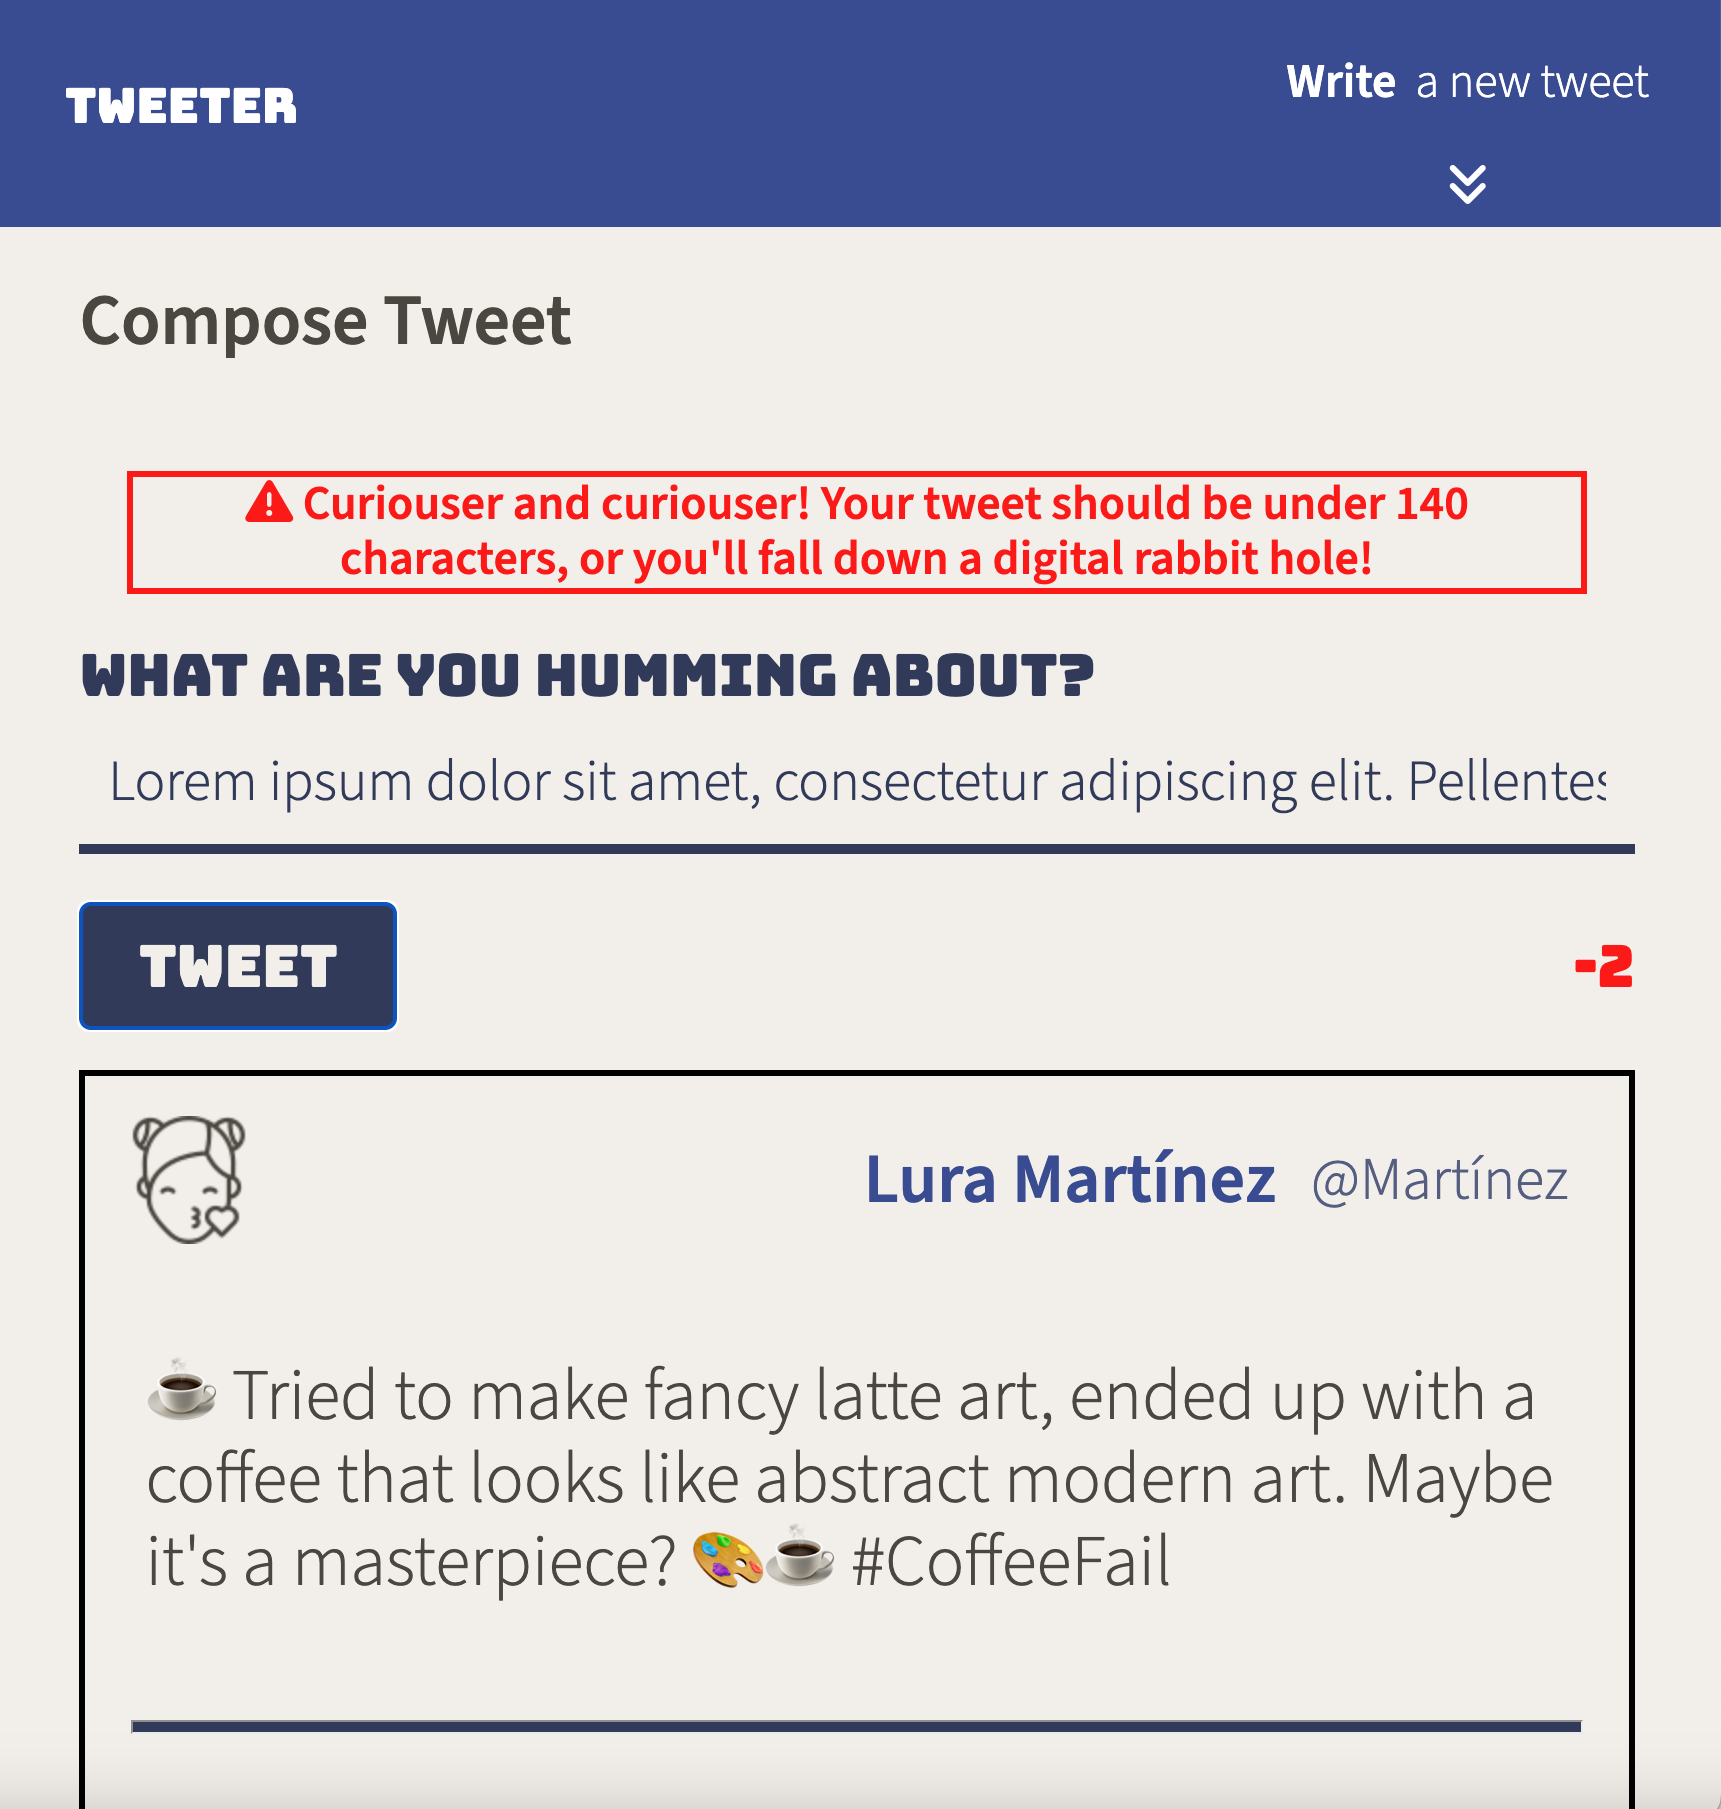 TWEETER
Write a new tweet
Compose Tweet
Curiouser and curiouser! Your tweet should be under 140
characters, or you'll fall down a digital rabbit hole!
WHAT ARE YOU HUMMING ABOUT?
Lorem ipsum dolor sit amet, consectetur adipiscing elit. Pellentes
TWEET
-2
Lura Martínez @Martínez
☕ Tried to make fancy latte art, ended up with a
coffee that looks like abstract modern art. Maybe
it's a masterpiece? 🎨☕ #CoffeeFail